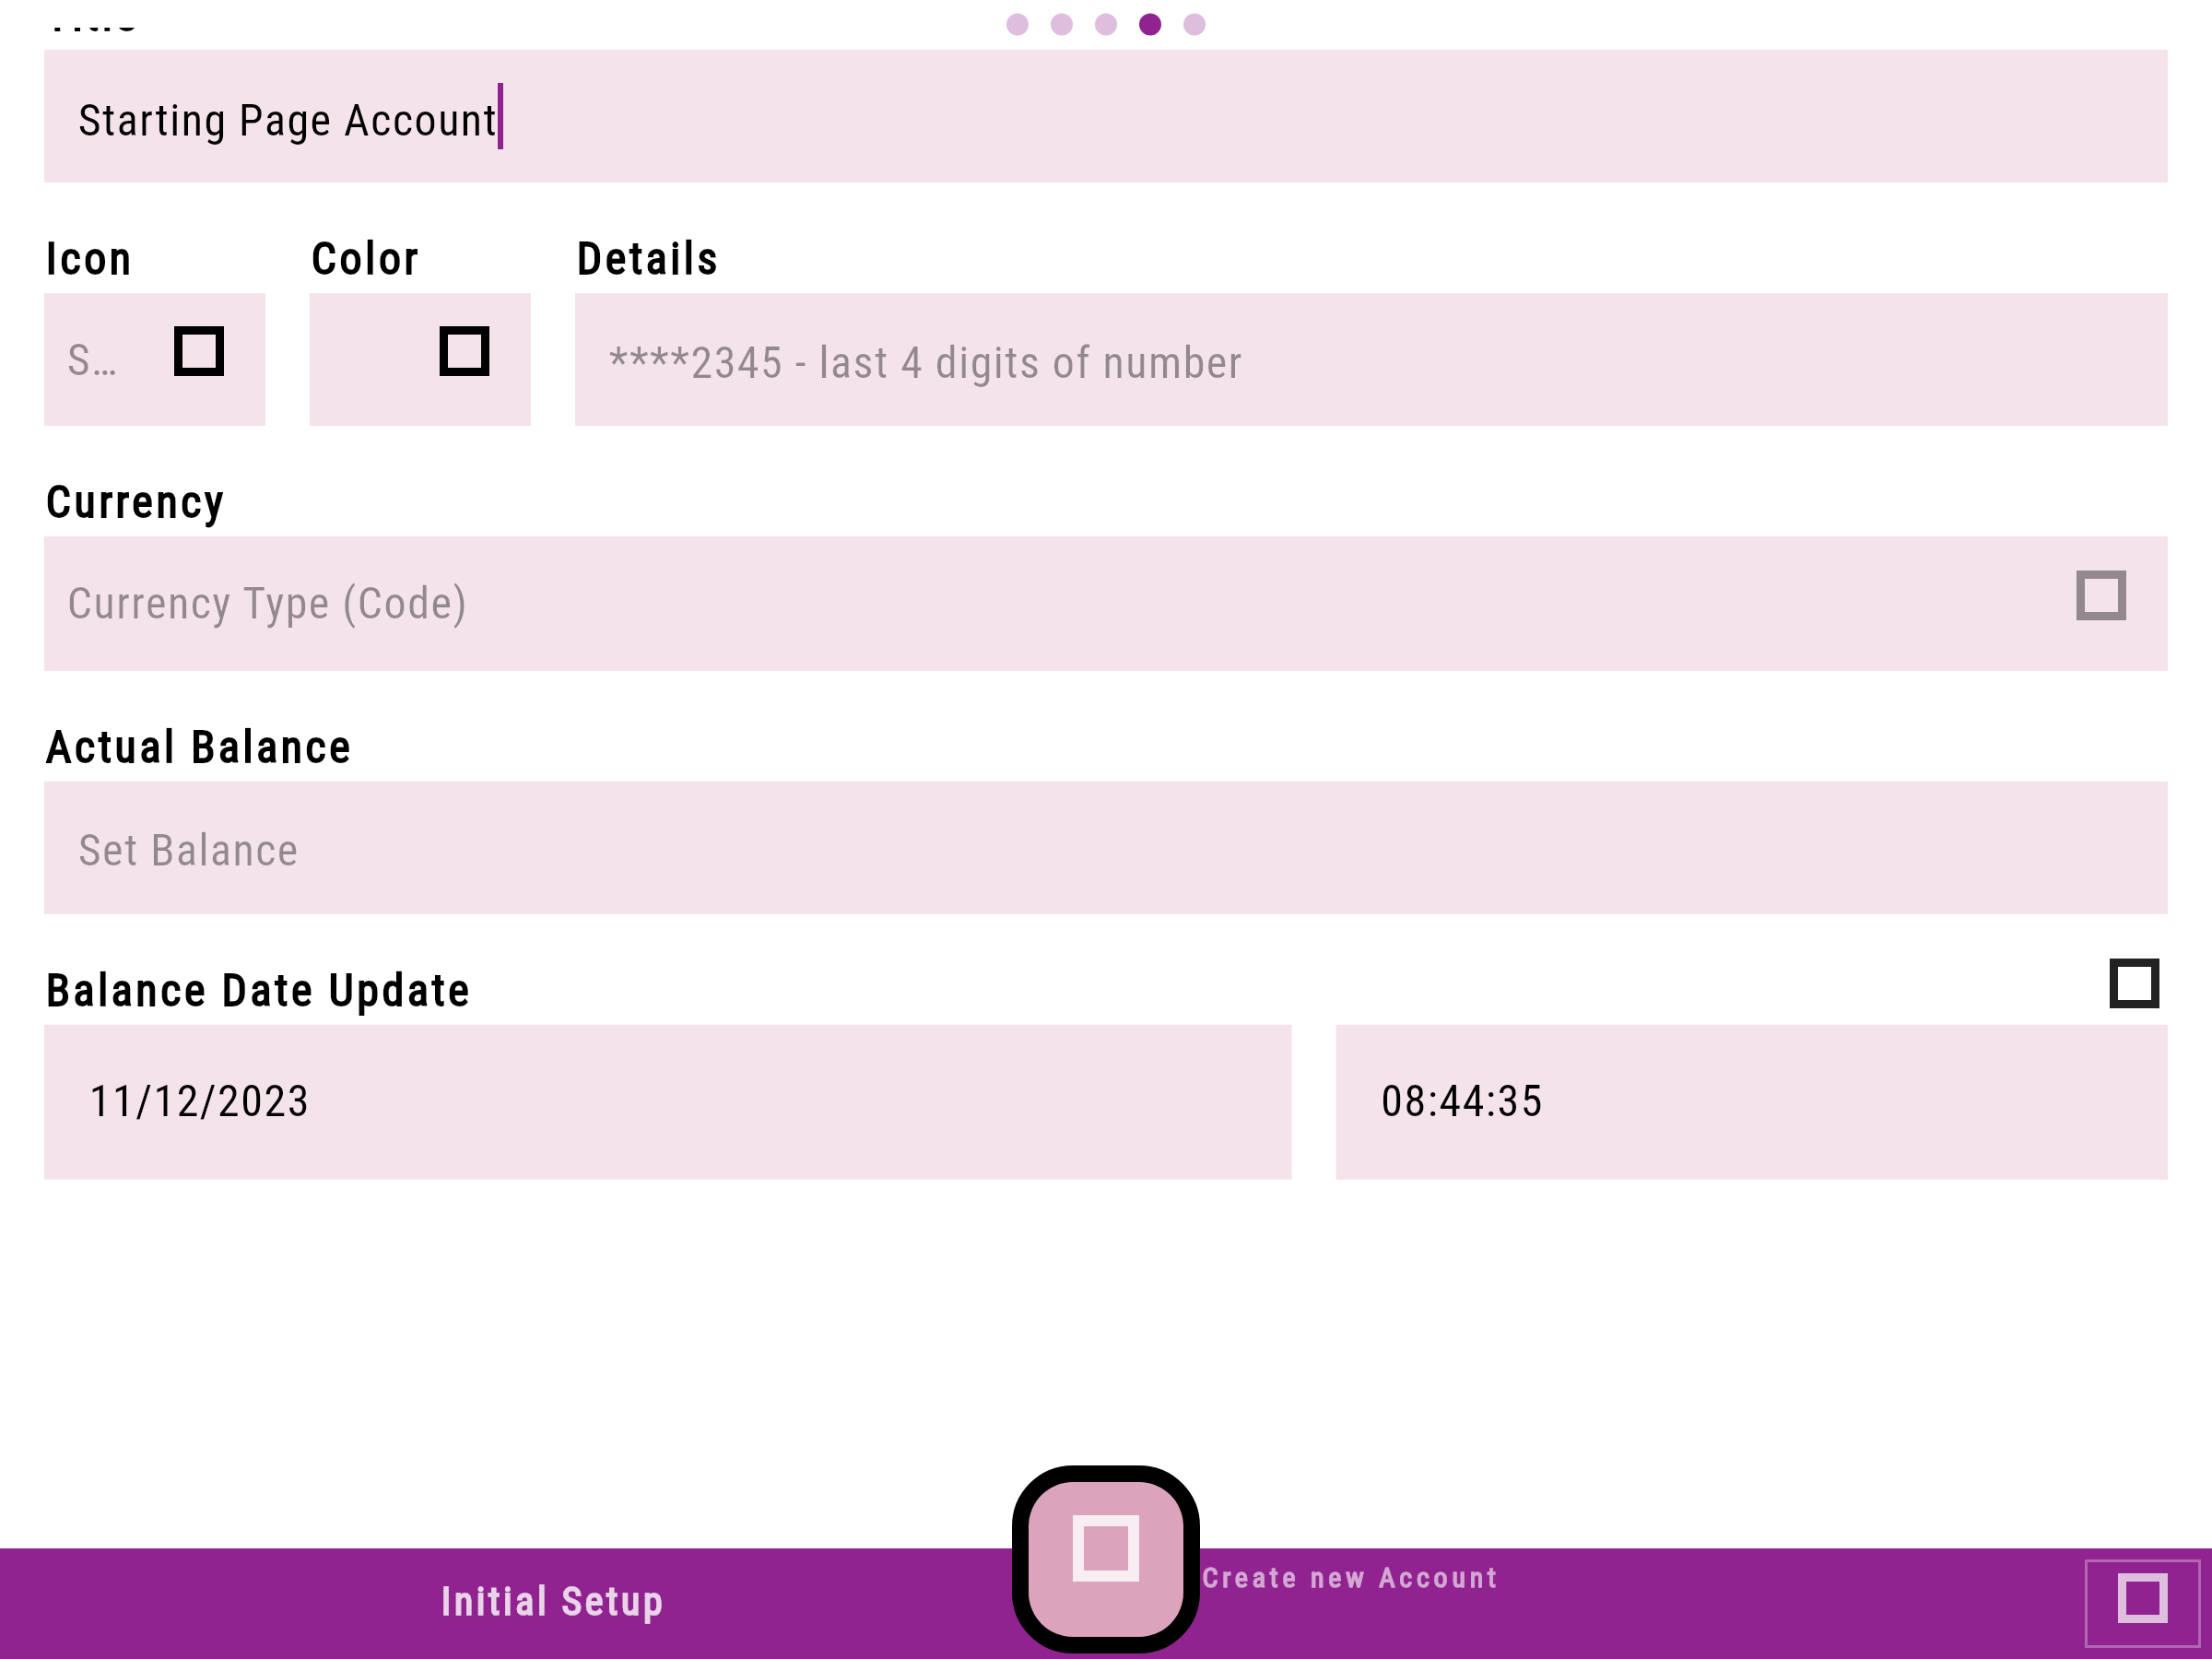 Starting Page Account
Icon Color Details
S… ****2345 - last 4 digits of number
Currency
Currency Type (Code)
Actual Balance
Set Balance
Balance Date Update
11/12/2023 08:44:35
Initial Setup
Create new Account